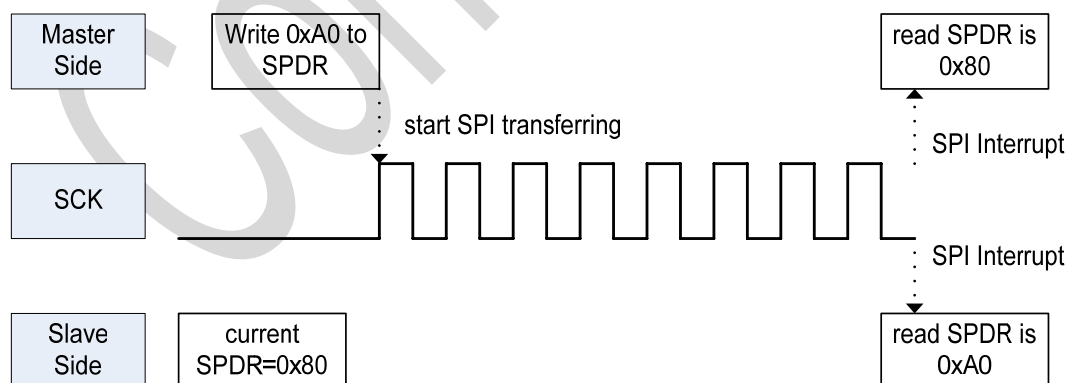 Master
Side
Write 0xA0 to
SPDR
read SPDR is
0x80
start SPI transferring
SPI Interrupt
SCK
SPI Interrupt
Slave
Side
current
SPDR=0x80
read SPDR is
0xA0